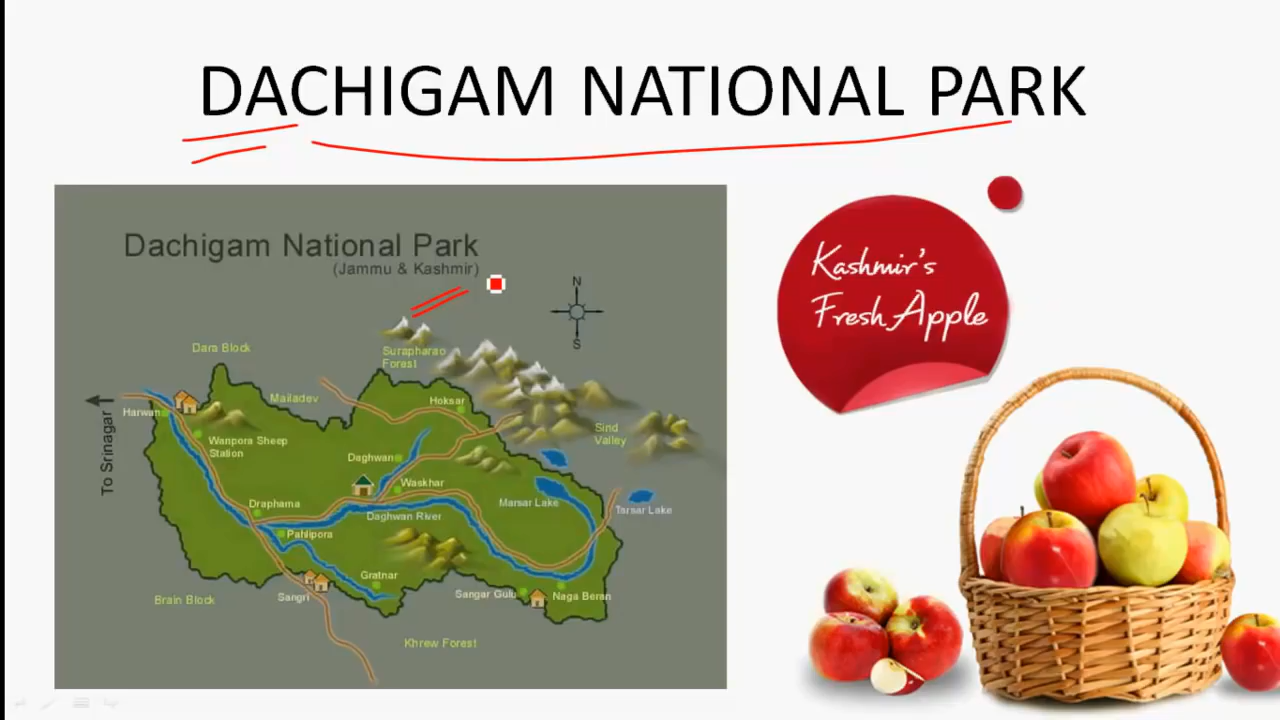 DACHIGAM NATIONAL PARK
Dachigam National Park
(Jammu & Kashmir)
N
S
Kashmir's
Fresh Apple
Dara Block
Surapharao
Forest
Mailadev
Hoksar
Harwan
To Srinagar
Wanpora Sheep
Station
Sind
Valley
Daghwan
Waskhar
Draphama
Marsar Lake
Tarsar Lake
Daghwan River
Pahlipora
Gratnar
Sangri
Sangar Gulu
Naga Beran
Brain Block
Khrew Forest